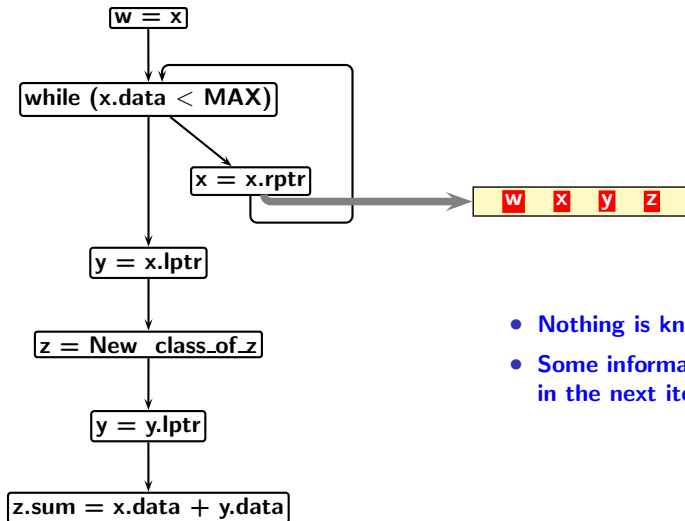 w = x
while (x.data < MAX)
x = x.rptr
w x y z
y = x.lptr
z = New class_of_z
y = y.lptr
z.sum = x.data + y.data
• Nothing is kn
• Some informa
in the next ite